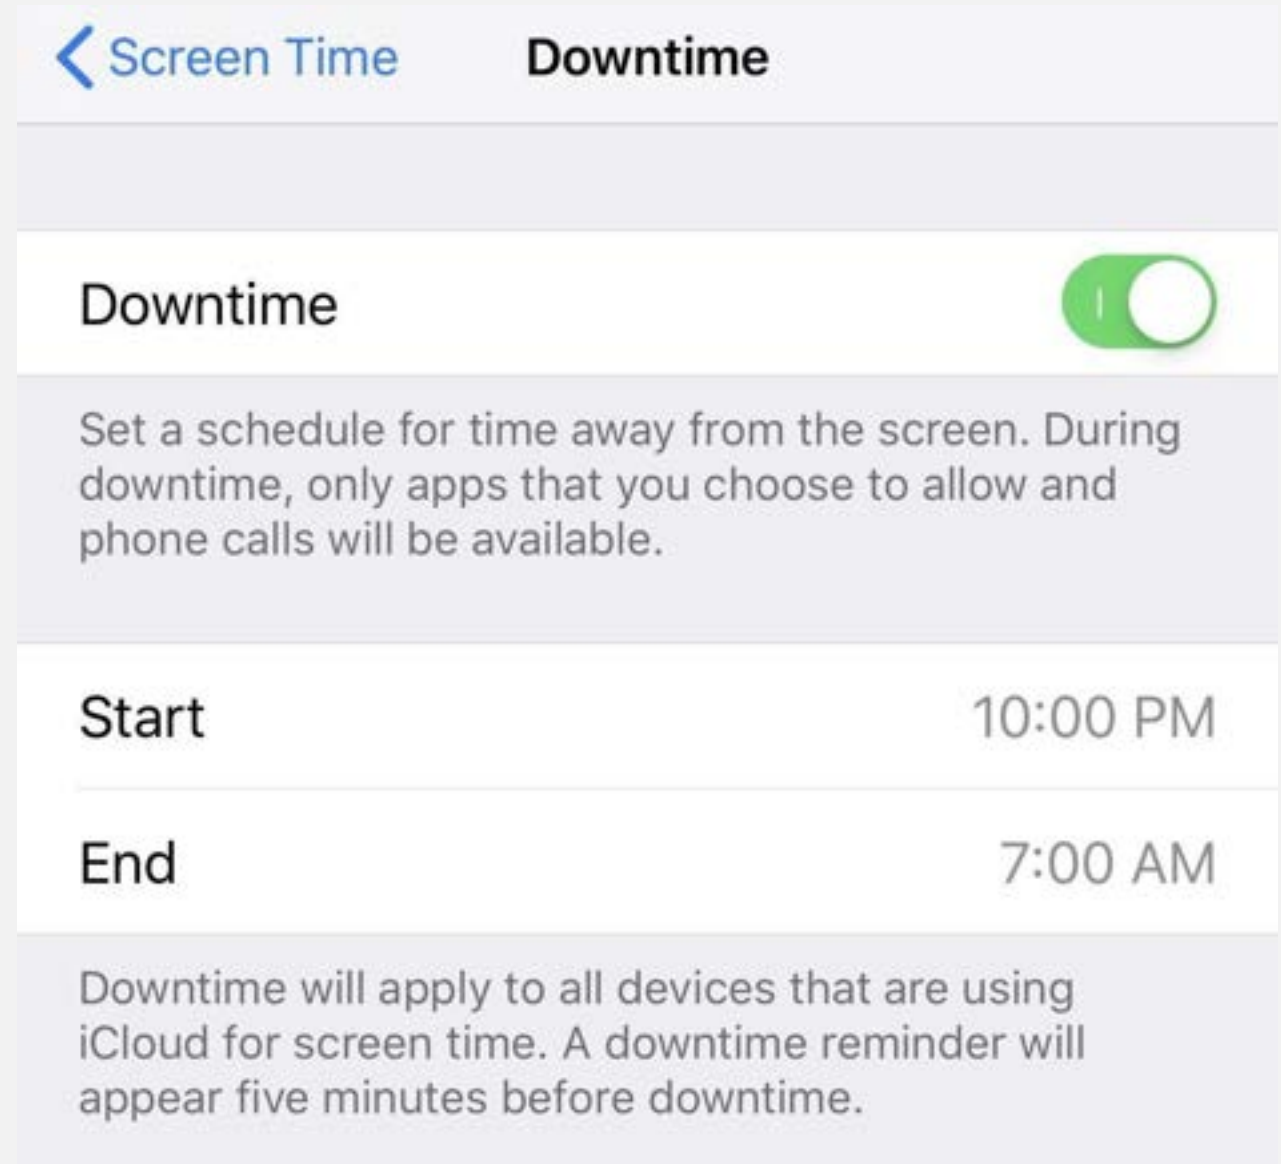 Screen Time Downtime
Downtime
Set a schedule for time away from the screen. During
downtime, only apps that you choose to allow and
phone calls will be available.
Start 10:00 PM
End 7:00 AM
Downtime will apply to all devices that are using
iCloud for screen time. A downtime reminder will
appear five minutes before downtime.